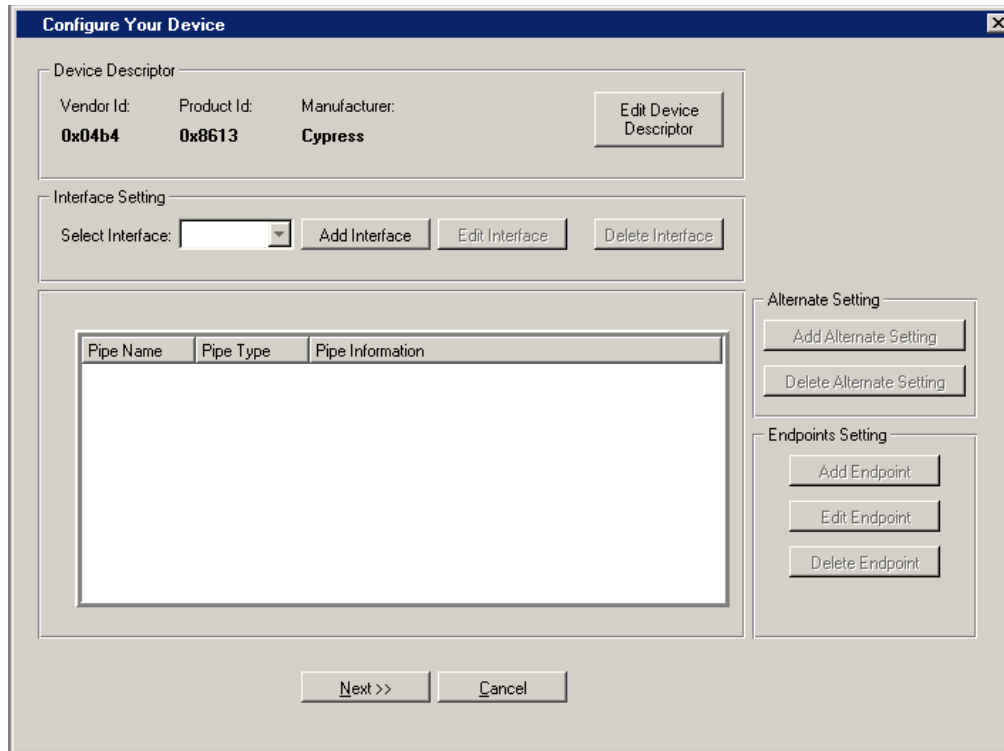 Configure Your Device
Device Descriptor
Vendor Id: Product Id: Manufacturer:
0x04b4 0x8613 Cypress
Edit Device
Descriptor
Interface Setting
Select Interface: Add Interface Edit Interface Delete Interface
Pipe Name Pipe Type Pipe Information
Alternate Setting
Add Alternate Setting
Delete Alternate Setting
Endpoints Setting
Add Endpoint
Edit Endpoint
Delete Endpoint
Next >> Cancel